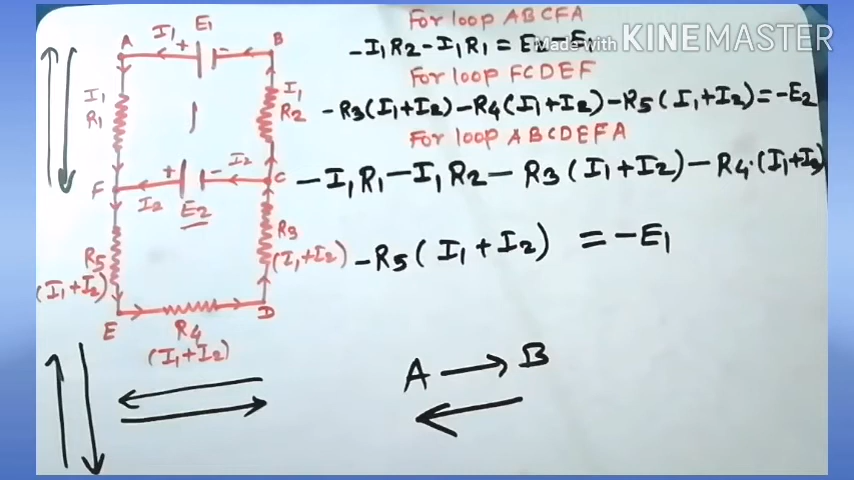 For loop ABCFA
-I1R2-I1R1 = E2-E1
Made with KINEMASTER
For loop FCDEF
-R3(I1+I2)-R4(I1+I2)-R5(I1+I2)=-E2
For loop ABCDEFA
-I1R1-I1R2-R3(I1+I2)-R4.(I1+I2)
-R5(I1+I2) =-E1
A I1 + E1 - B
I1 R1
I1 R2
F + - I2 C
I2 E2
R5 (I1+I2)
R3 (I1+I2)
E D
R4
(I1+I2)
A → B